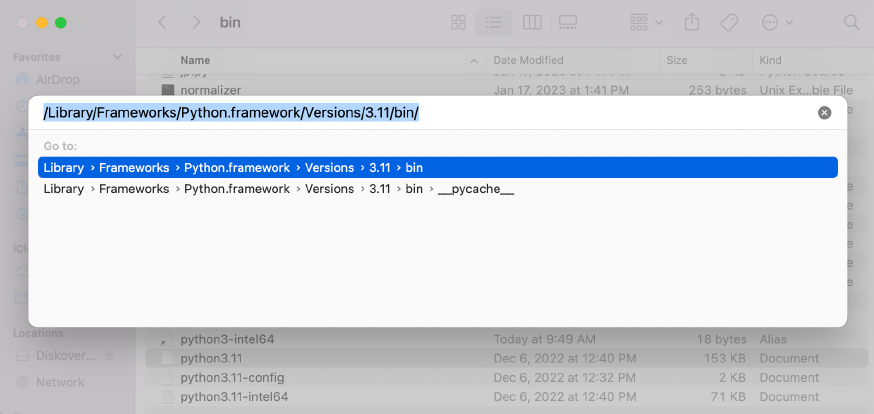 bin
Favorites
Name Date Modified Size Kind
AirDrop
normalizer Jan 17, 2023 at 1:41 PM 253 bytes Unix Ex...ble File
/Library/Frameworks/Python.framework/Versions/3.11/bin/
Go to:
Library › Frameworks › Python.framework › Versions › 3.11 › bin
Library › Frameworks › Python.framework › Versions › 3.11 › bin › __pycache__
Locations
python3-intel64 Today at 9:49 AM 18 bytes Alias
Diskover... python3.11 Dec 6, 2022 at 12:40 PM 153 KB Document
Network python3.11-config Dec 6, 2022 at 12:32 PM 2 KB Document
python3.11-intel64 Dec 6, 2022 at 12:40 PM 71 KB Document